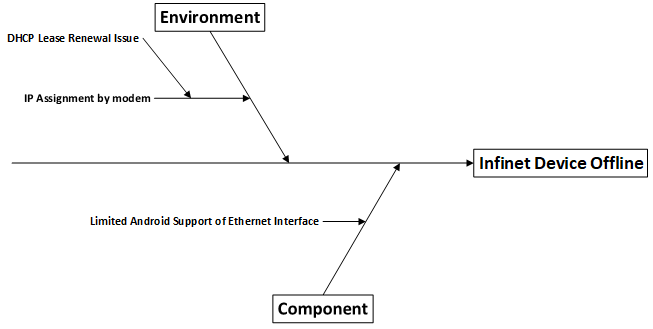 Environment
DHCP Lease Renewal Issue
IP Assignment by modem
Infinet Device Offline
Limited Android Support of Ethernet Interface
Component